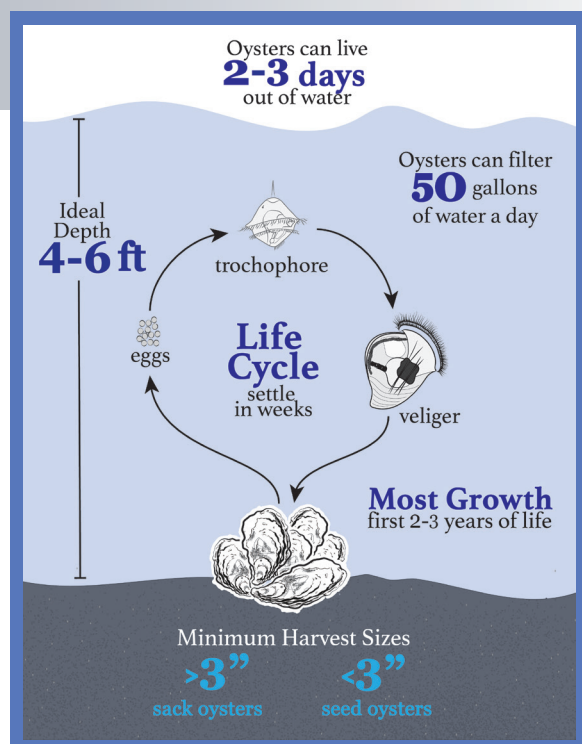 Oysters can live
2-3 days
out of water
Oysters can filter
50 gallons
of water a day
Ideal
Depth
4-6 ft
trochophore
eggs
Life
Cycle
settle
in weeks
veliger
Most Growth
first 2-3 years of life
Minimum Harvest Sizes
>3” <3”
sack oysters seed oysters